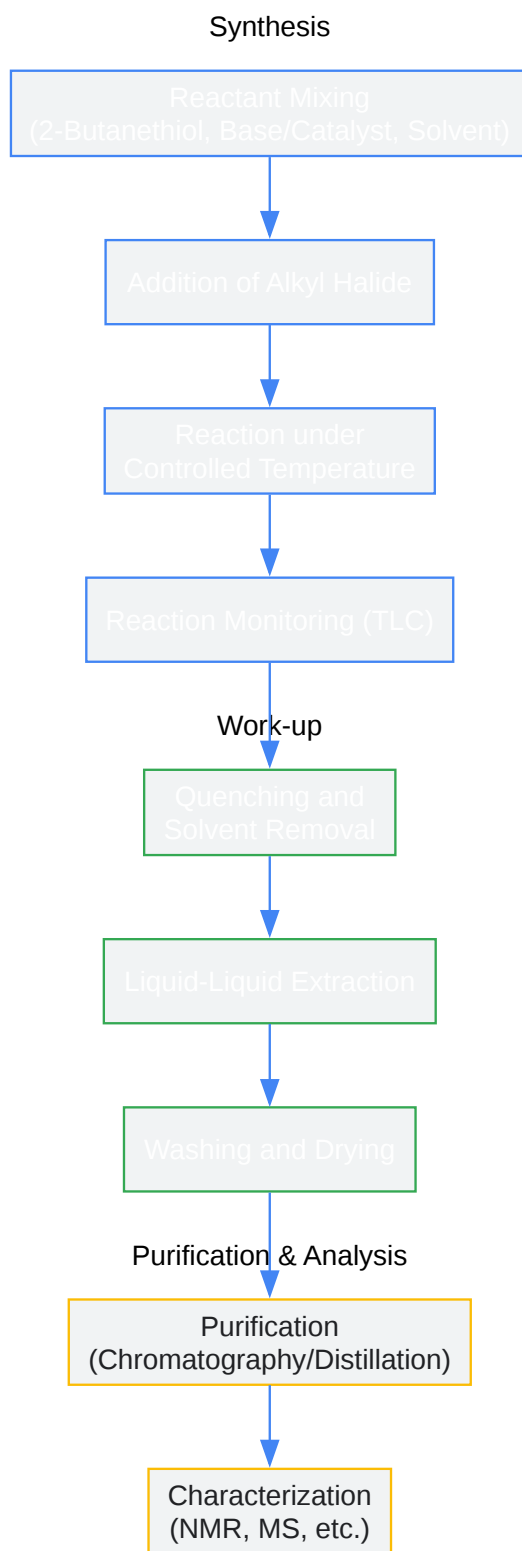 Synthesis
Reactant Mixing
(2-Butanethiol, Base/Catalyst, Solvent)
Addition of Alkyl Halide
Reaction under
Controlled Temperature
Reaction Monitoring (TLC)
Work-up
Quenching and
Solvent Removal
Liquid-Liquid Extraction
Washing and Drying
Purification & Analysis
Purification
(Chromatography/Distillation)
Characterization
(NMR, MS, etc.)